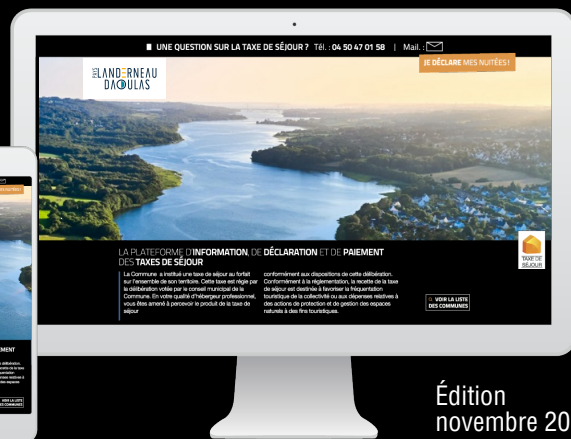 ■ UNE QUESTION SUR LA TAXE DE SÉJOUR ? Tél. : 04 50 47 01 58 | Mail. :
JE DÉCLARE MES NUITÉES !
PAYS
LANDERNEAU
DAOULAS
LA PLATEFORME D'INFORMATION, DE DÉCLARATION ET DE PAIEMENT
DES TAXES DE SÉJOUR
La Commune a institué une taxe de séjour au forfait
sur l'ensemble de son territoire. Cette taxe est régie par
la délibération votée par le conseil municipal de la
Commune. En votre qualité d'hébergeur professionnel,
vous êtes amené à percevoir le produit de la taxe de
séjour
conformément aux dispositions de cette délibération.
Conformément à la réglementation, la recette de la taxe
de séjour est destinée à favoriser la fréquentation
touristique de la collectivité ou aux dépenses relatives à
des actions de protection et de gestion des espaces
naturels à des fins touristiques.
TAXE DE
SÉJOUR
VOIR LA LISTE
DES COMMUNES
VOIR LA LISTE
DES COMMUNES
Édition
novembre 20